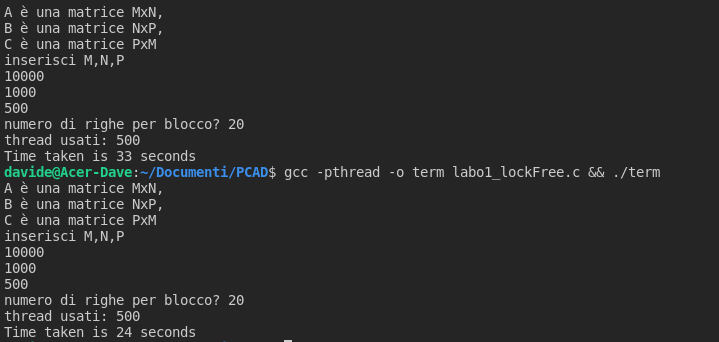 A è una matrice MxN,
B è una matrice NxP,
C è una matrice PxM
inserisci M,N,P
10000
1000
500
numero di righe per blocco? 20
thread usati: 500
Time taken is 33 seconds
davide@Acer-Dave:~/Documenti/PCAD$ gcc -pthread -o term labo1_lockFree.c && ./term
A è una matrice MxN,
B è una matrice NxP,
C è una matrice PxM
inserisci M,N,P
10000
1000
500
numero di righe per blocco? 20
thread usati: 500
Time taken is 24 seconds